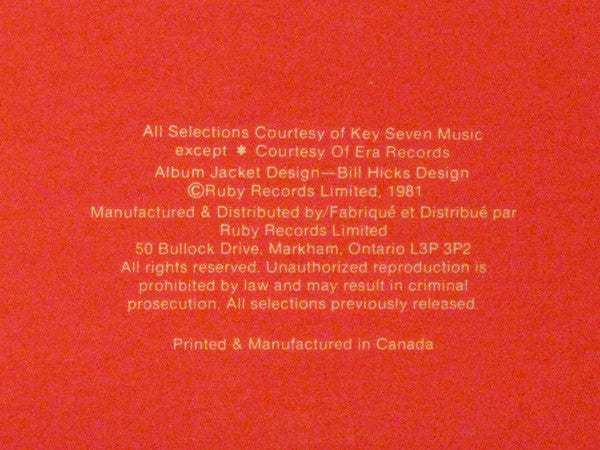 All Selections Courtesy of Key Seven Music
except ✱ Courtesy Of Era Records
Album Jacket Design—Bill Hicks Design
©Ruby Records Limited, 1981
Manufactured & Distributed by/Fabriqué et Distribué par
Ruby Records Limited
50 Bullock Drive. Markham, Ontario L3P 3P2
All rights reserved. Unauthorized reproduction is
prohibited by law and may result in criminal
prosecution. All selections previously released.
Printed & Manufactured in Canada